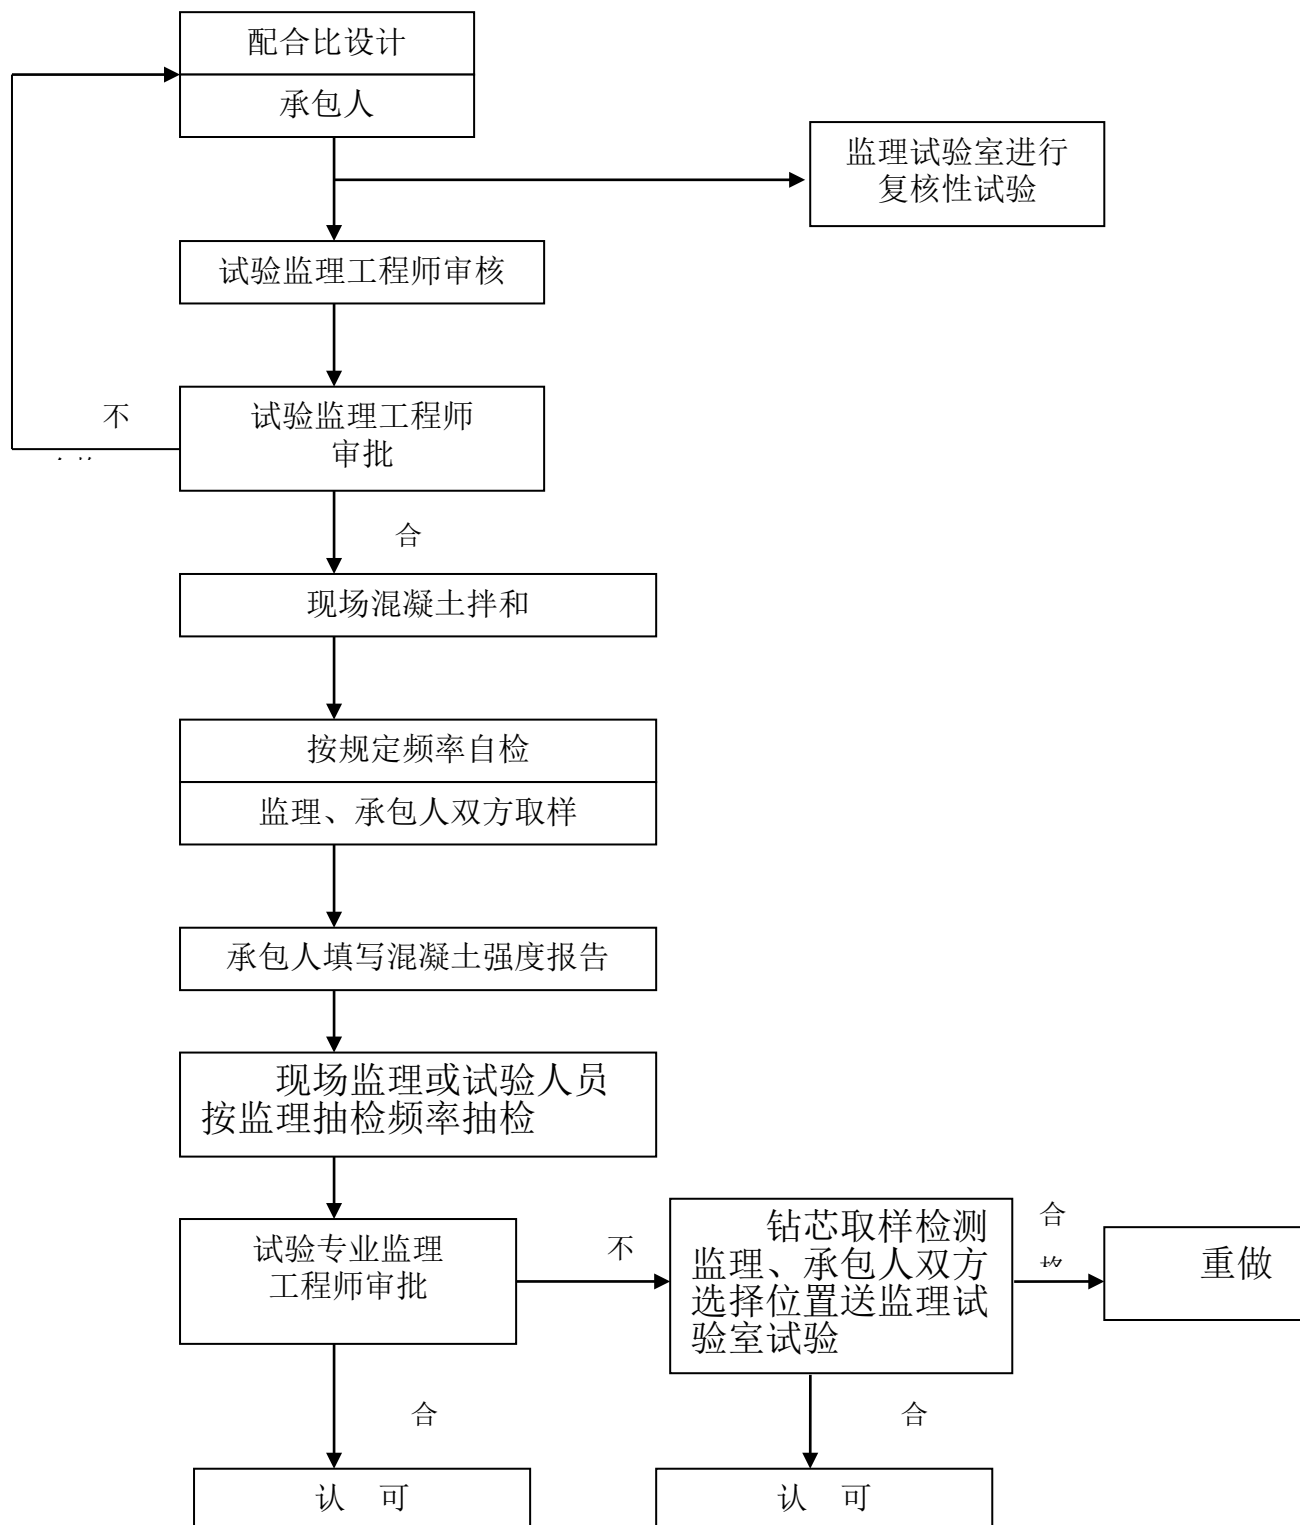 配合比设计
承包人
监理试验室进行
复核性试验
试验监理工程师审核
不
试验监理工程师
审批
合
现场混凝土拌和
按规定频率自检
监理、承包人双方取样
承包人填写混凝土强度报告
现场监理或试验人员
按监理抽检频率抽检
试验专业监理
工程师审批
不
钻芯取样检测
监理、承包人双方
选择位置送监理试
验室试验
合
重做
合
合
认 可
认 可